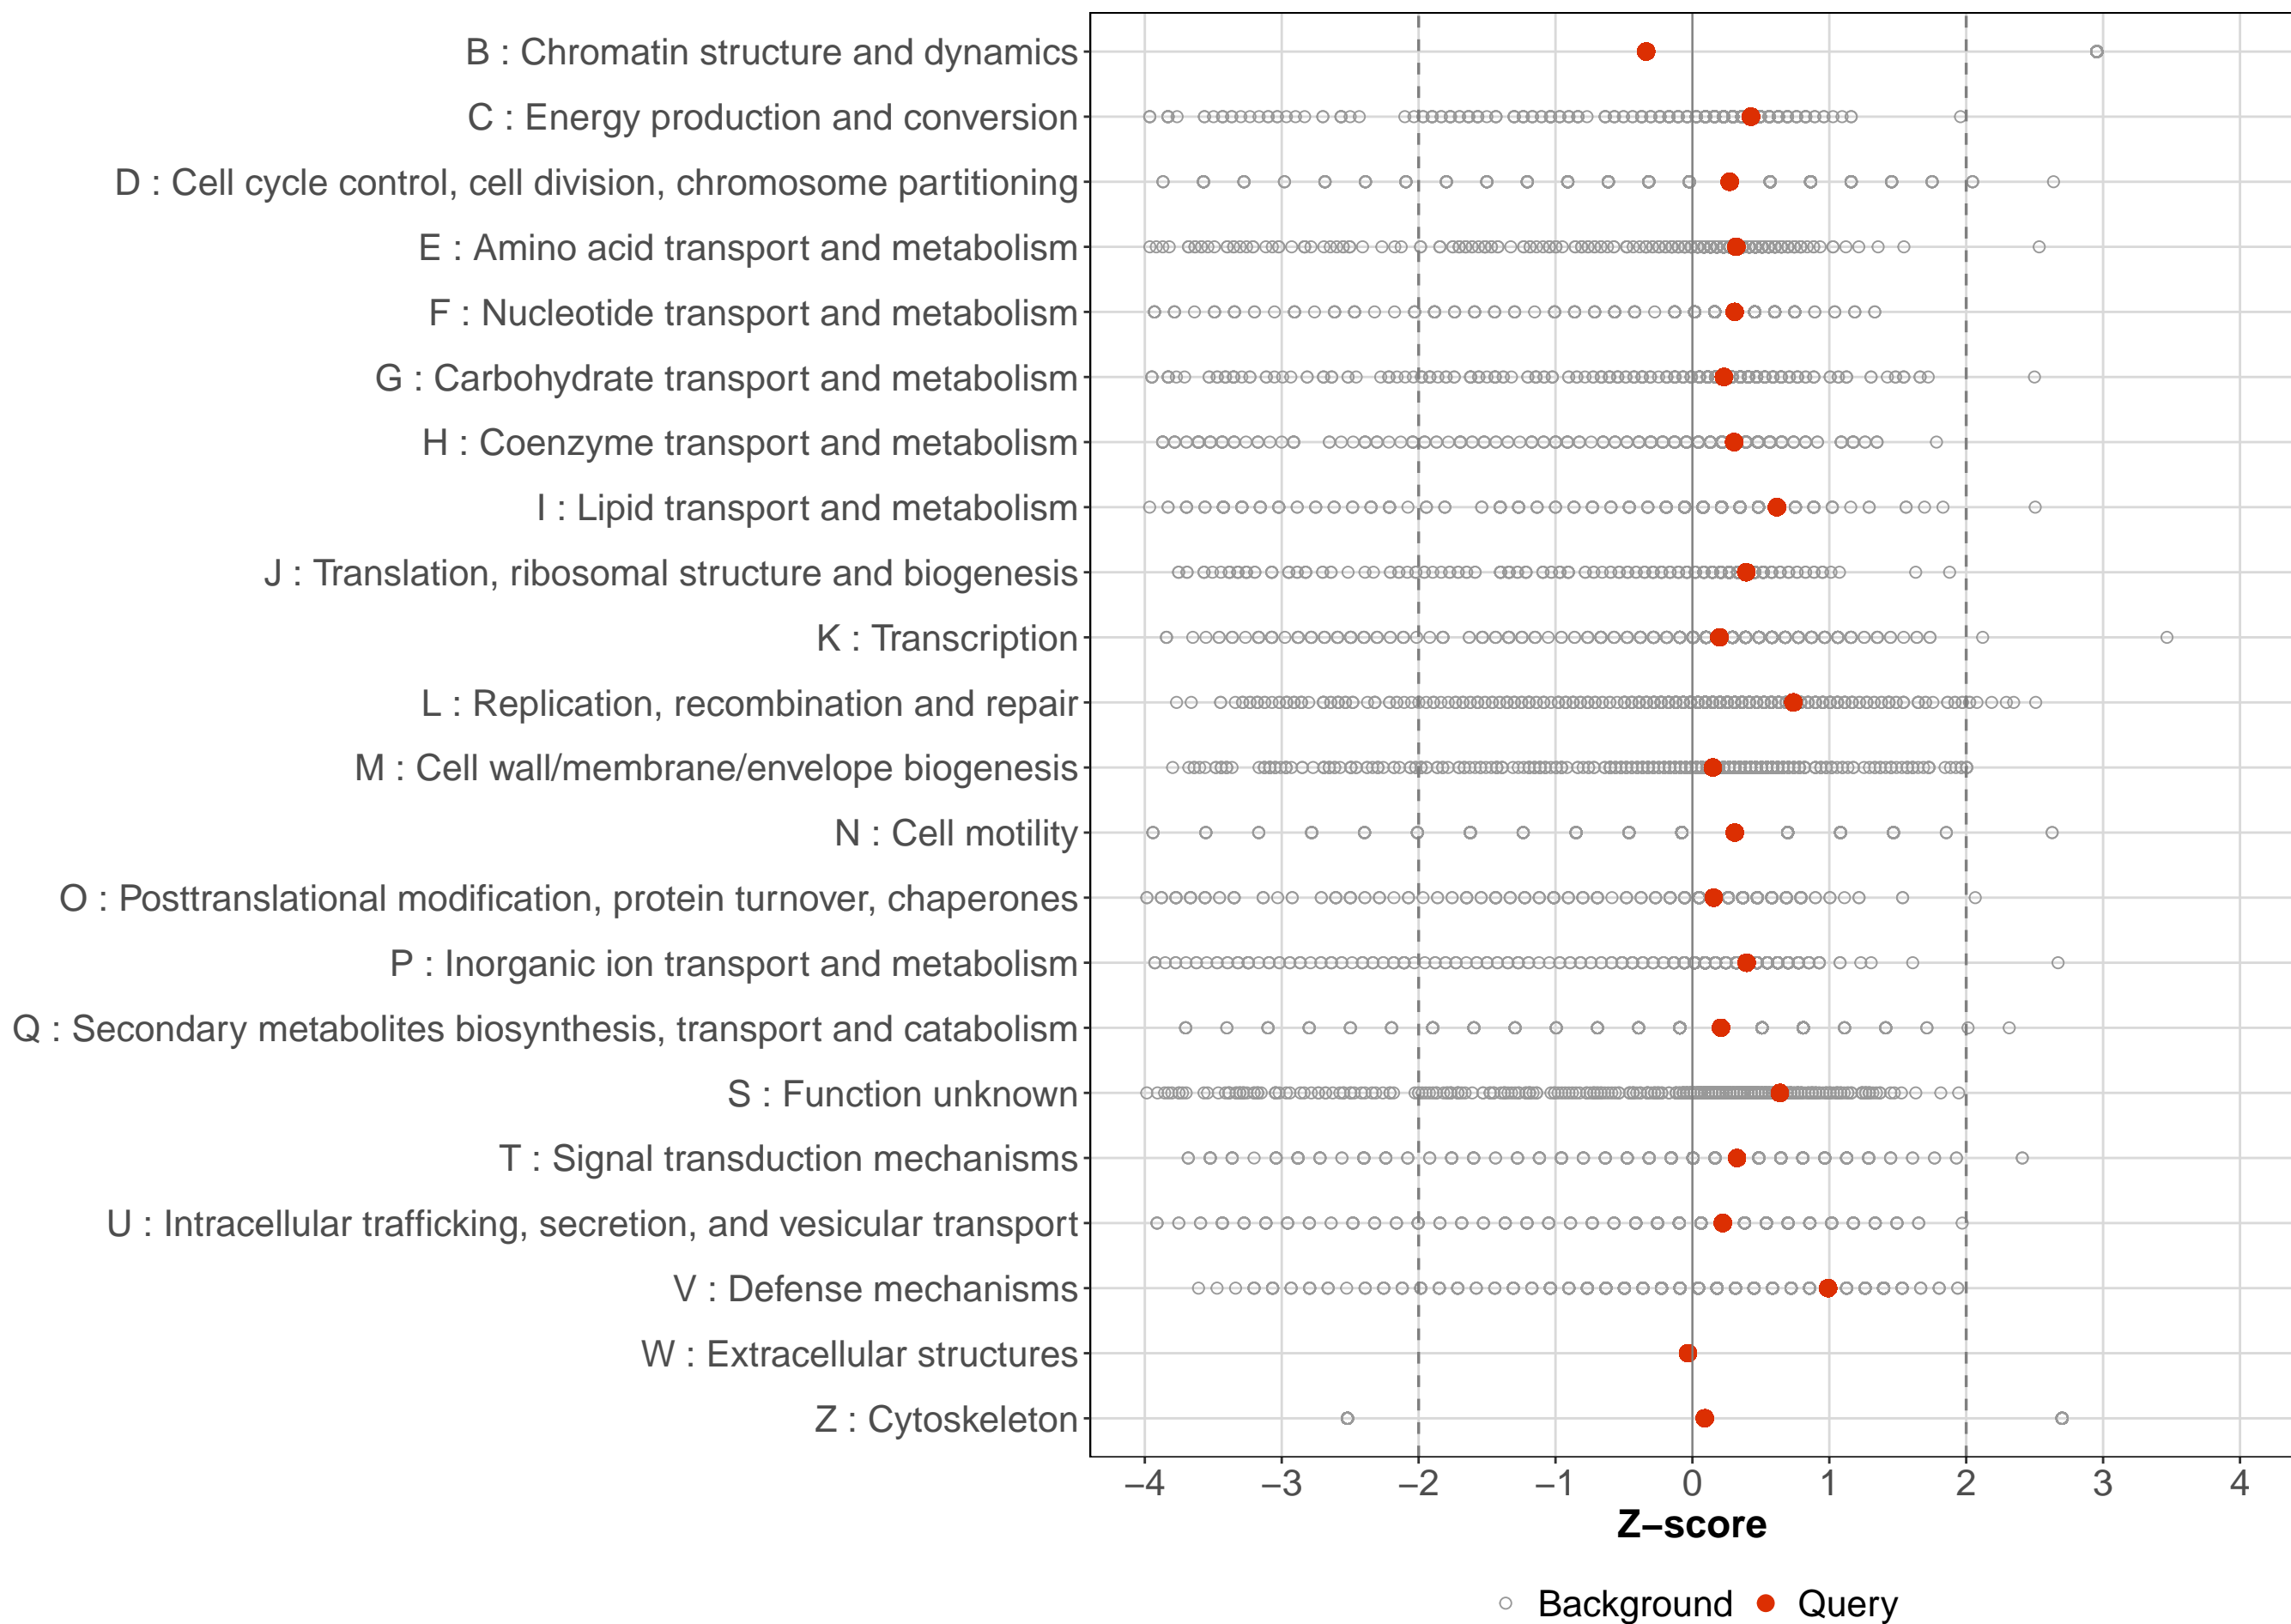 B : Chromatin structure and dynamics
C : Energy production and conversion
D : Cell cycle control, cell division, chromosome partitioning
E : Amino acid transport and metabolism
F : Nucleotide transport and metabolism
G : Carbohydrate transport and metabolism
H : Coenzyme transport and metabolism
I : Lipid transport and metabolism
J : Translation, ribosomal structure and biogenesis
K : Transcription
L : Replication, recombination and repair
M : Cell wall/membrane/envelope biogenesis
N : Cell motility
O : Posttranslational modification, protein turnover, chaperones
P : Inorganic ion transport and metabolism
Q : Secondary metabolites biosynthesis, transport and catabolism
S : Function unknown
T : Signal transduction mechanisms
U : Intracellular trafficking, secretion, and vesicular transport
V : Defense mechanisms
W : Extracellular structures
Z : Cytoskeleton
−4 −3 −2 −1 0 1 2 3 4
Z−score
Background Query